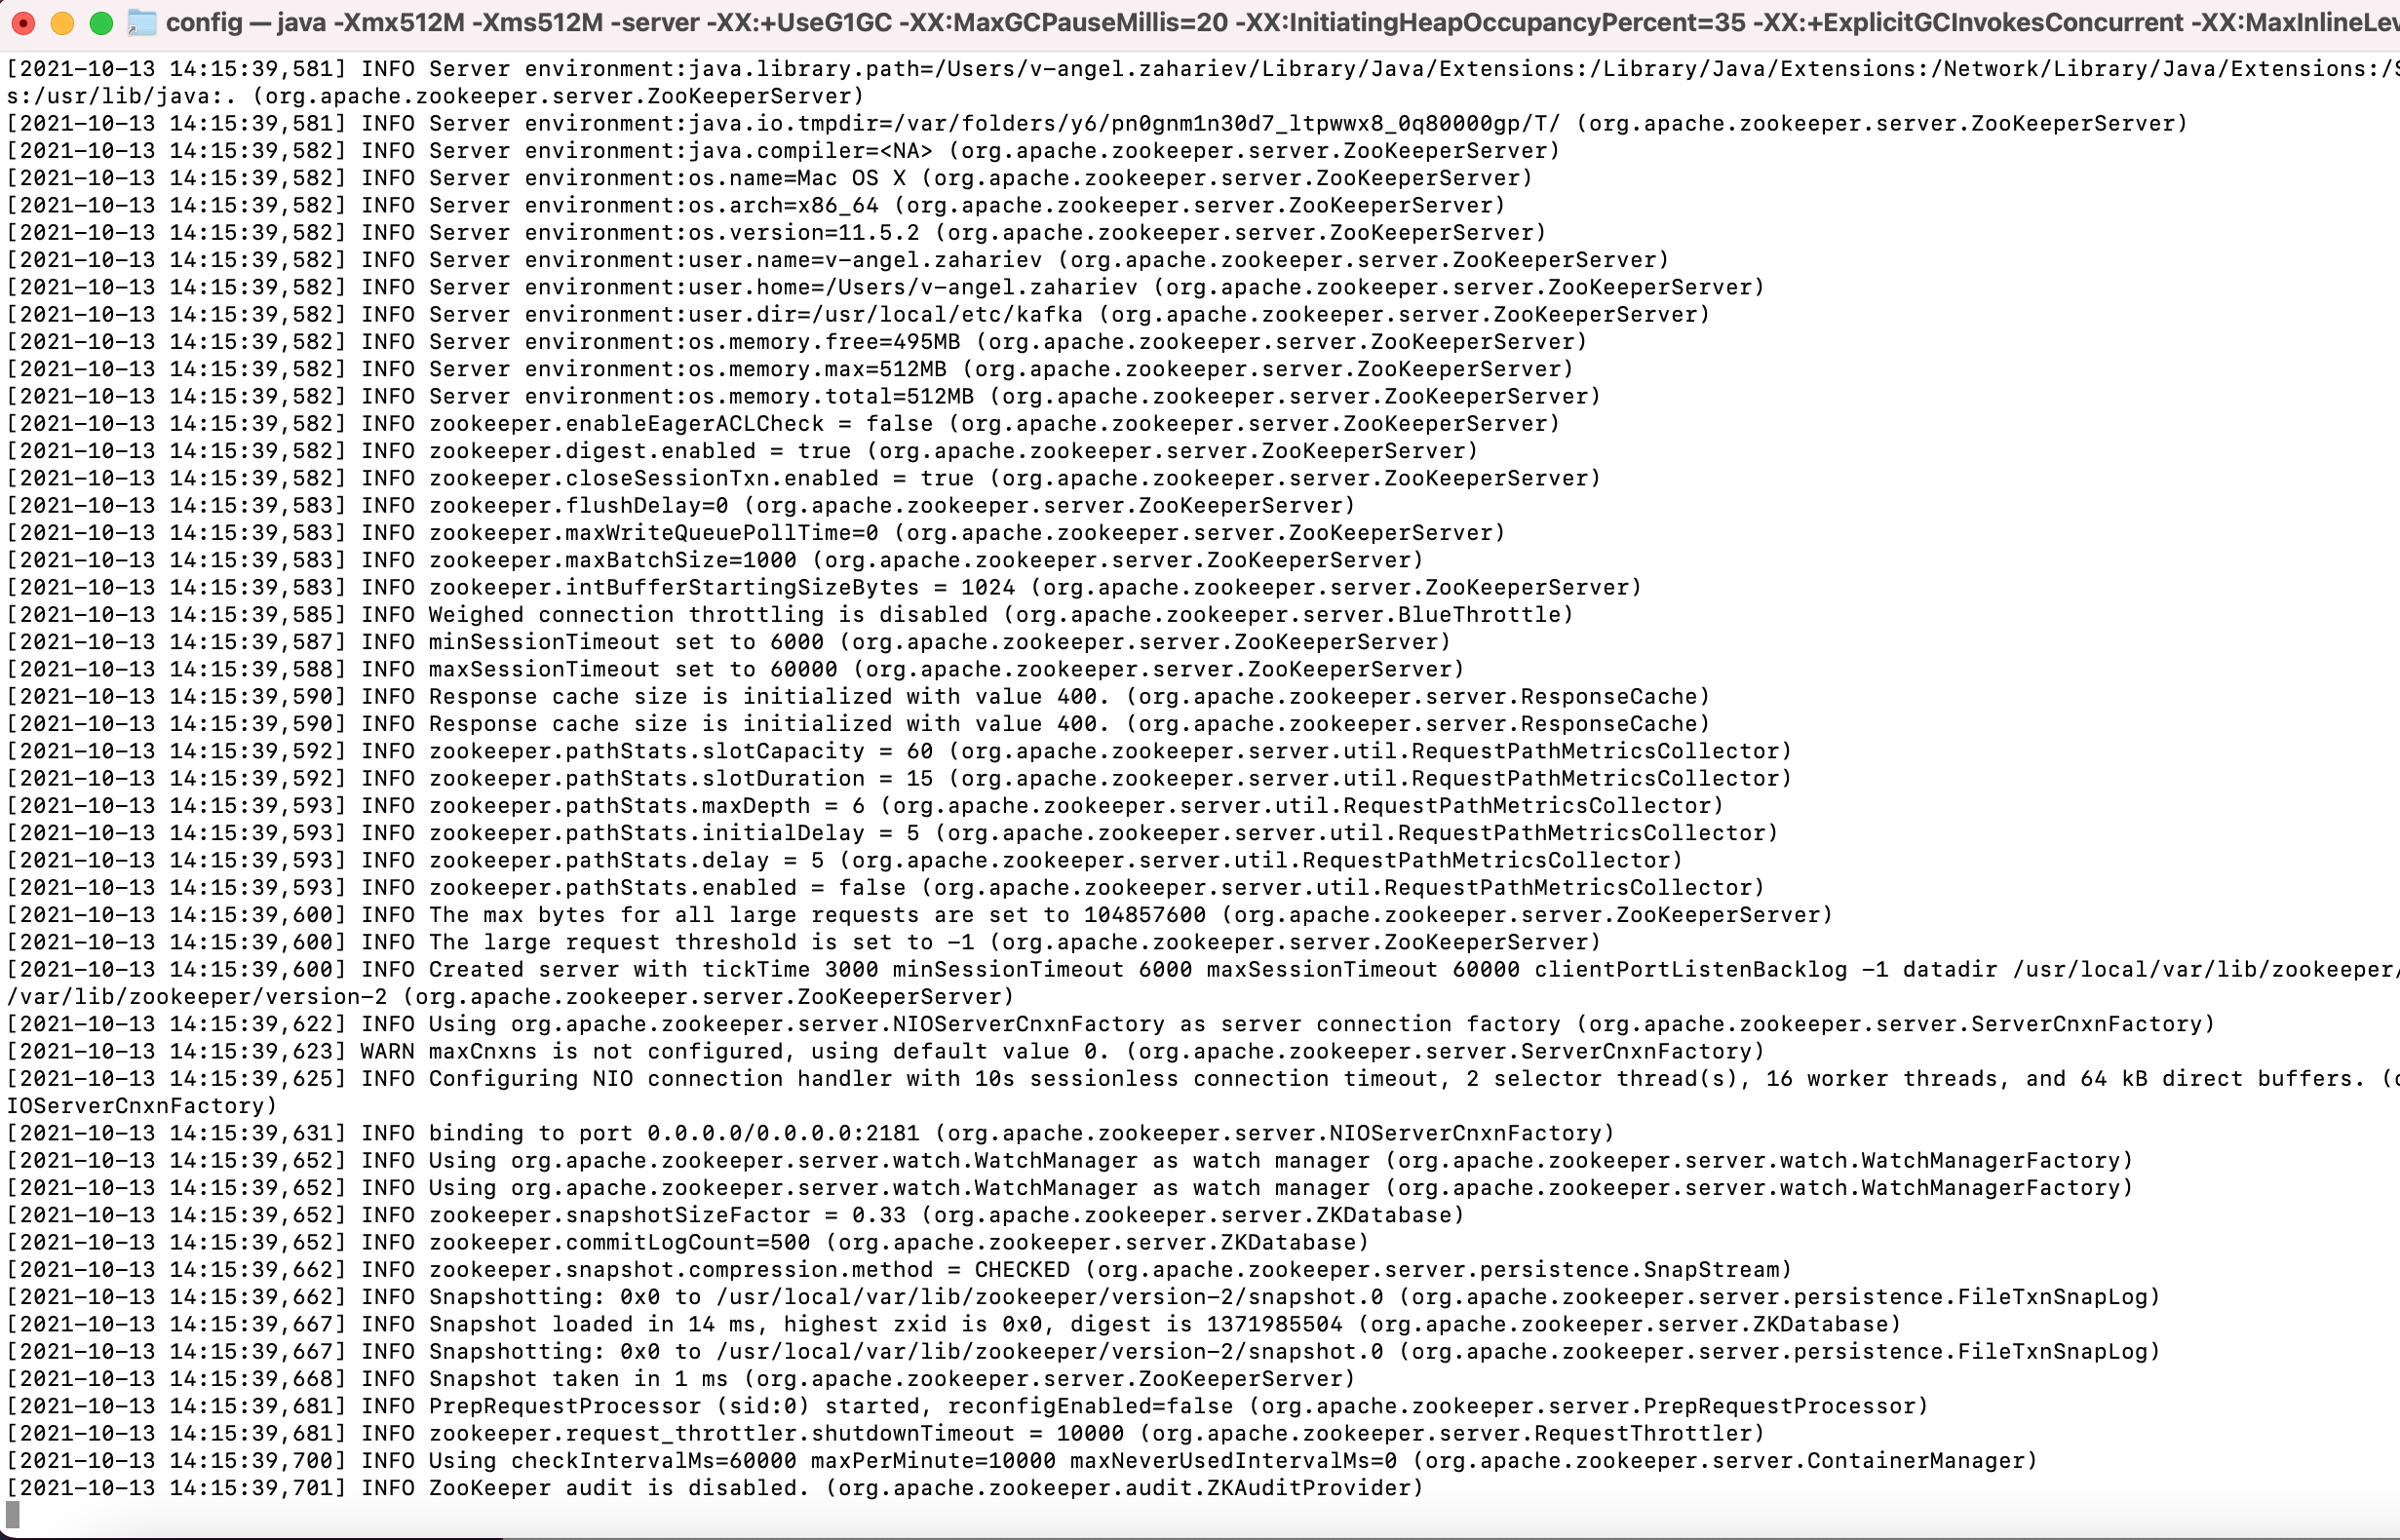 config — java -Xmx512M -Xms512M -server -XX:+UseG1GC -XX:MaxGCPauseMillis=20 -XX:InitiatingHeapOccupancyPercent=35 -XX:+ExplicitGCInvokesConcurrent -XX:MaxInlineLev
[2021-10-13 14:15:39,581] INFO Server environment:java.library.path=/Users/v-angel.zahariev/Library/Java/Extensions:/Library/Java/Extensions:/Network/Library/Java/Extensions:/S
s:/usr/lib/java:. (org.apache.zookeeper.server.ZooKeeperServer)
[2021-10-13 14:15:39,581] INFO Server environment:java.io.tmpdir=/var/folders/y6/pn0gnm1n30d7_ltpwwx8_0q80000gp/T/ (org.apache.zookeeper.server.ZooKeeperServer)
[2021-10-13 14:15:39,582] INFO Server environment:java.compiler=<NA> (org.apache.zookeeper.server.ZooKeeperServer)
[2021-10-13 14:15:39,582] INFO Server environment:os.name=Mac OS X (org.apache.zookeeper.server.ZooKeeperServer)
[2021-10-13 14:15:39,582] INFO Server environment:os.arch=x86_64 (org.apache.zookeeper.server.ZooKeeperServer)
[2021-10-13 14:15:39,582] INFO Server environment:os.version=11.5.2 (org.apache.zookeeper.server.ZooKeeperServer)
[2021-10-13 14:15:39,582] INFO Server environment:user.name=v-angel.zahariev (org.apache.zookeeper.server.ZooKeeperServer)
[2021-10-13 14:15:39,582] INFO Server environment:user.home=/Users/v-angel.zahariev (org.apache.zookeeper.server.ZooKeeperServer)
[2021-10-13 14:15:39,582] INFO Server environment:user.dir=/usr/local/etc/kafka (org.apache.zookeeper.server.ZooKeeperServer)
[2021-10-13 14:15:39,582] INFO Server environment:os.memory.free=495MB (org.apache.zookeeper.server.ZooKeeperServer)
[2021-10-13 14:15:39,582] INFO Server environment:os.memory.max=512MB (org.apache.zookeeper.server.ZooKeeperServer)
[2021-10-13 14:15:39,582] INFO Server environment:os.memory.total=512MB (org.apache.zookeeper.server.ZooKeeperServer)
[2021-10-13 14:15:39,582] INFO zookeeper.enableEagerACLCheck = false (org.apache.zookeeper.server.ZooKeeperServer)
[2021-10-13 14:15:39,582] INFO zookeeper.digest.enabled = true (org.apache.zookeeper.server.ZooKeeperServer)
[2021-10-13 14:15:39,582] INFO zookeeper.closeSessionTxn.enabled = true (org.apache.zookeeper.server.ZooKeeperServer)
[2021-10-13 14:15:39,583] INFO zookeeper.flushDelay=0 (org.apache.zookeeper.server.ZooKeeperServer)
[2021-10-13 14:15:39,583] INFO zookeeper.maxWriteQueuePollTime=0 (org.apache.zookeeper.server.ZooKeeperServer)
[2021-10-13 14:15:39,583] INFO zookeeper.maxBatchSize=1000 (org.apache.zookeeper.server.ZooKeeperServer)
[2021-10-13 14:15:39,583] INFO zookeeper.intBufferStartingSizeBytes = 1024 (org.apache.zookeeper.server.ZooKeeperServer)
[2021-10-13 14:15:39,585] INFO Weighed connection throttling is disabled (org.apache.zookeeper.server.BlueThrottle)
[2021-10-13 14:15:39,587] INFO minSessionTimeout set to 6000 (org.apache.zookeeper.server.ZooKeeperServer)
[2021-10-13 14:15:39,588] INFO maxSessionTimeout set to 60000 (org.apache.zookeeper.server.ZooKeeperServer)
[2021-10-13 14:15:39,590] INFO Response cache size is initialized with value 400. (org.apache.zookeeper.server.ResponseCache)
[2021-10-13 14:15:39,590] INFO Response cache size is initialized with value 400. (org.apache.zookeeper.server.ResponseCache)
[2021-10-13 14:15:39,592] INFO zookeeper.pathStats.slotCapacity = 60 (org.apache.zookeeper.server.util.RequestPathMetricsCollector)
[2021-10-13 14:15:39,592] INFO zookeeper.pathStats.slotDuration = 15 (org.apache.zookeeper.server.util.RequestPathMetricsCollector)
[2021-10-13 14:15:39,593] INFO zookeeper.pathStats.maxDepth = 6 (org.apache.zookeeper.server.util.RequestPathMetricsCollector)
[2021-10-13 14:15:39,593] INFO zookeeper.pathStats.initialDelay = 5 (org.apache.zookeeper.server.util.RequestPathMetricsCollector)
[2021-10-13 14:15:39,593] INFO zookeeper.pathStats.delay = 5 (org.apache.zookeeper.server.util.RequestPathMetricsCollector)
[2021-10-13 14:15:39,593] INFO zookeeper.pathStats.enabled = false (org.apache.zookeeper.server.util.RequestPathMetricsCollector)
[2021-10-13 14:15:39,600] INFO The max bytes for all large requests are set to 104857600 (org.apache.zookeeper.server.ZooKeeperServer)
[2021-10-13 14:15:39,600] INFO The large request threshold is set to -1 (org.apache.zookeeper.server.ZooKeeperServer)
[2021-10-13 14:15:39,600] INFO Created server with tickTime 3000 minSessionTimeout 6000 maxSessionTimeout 60000 clientPortListenBacklog -1 datadir /usr/local/var/lib/zookeeper/
/var/lib/zookeeper/version-2 (org.apache.zookeeper.server.ZooKeeperServer)
[2021-10-13 14:15:39,622] INFO Using org.apache.zookeeper.server.NIOServerCnxnFactory as server connection factory (org.apache.zookeeper.server.ServerCnxnFactory)
[2021-10-13 14:15:39,623] WARN maxCnxns is not configured, using default value 0. (org.apache.zookeeper.server.ServerCnxnFactory)
[2021-10-13 14:15:39,625] INFO Configuring NIO connection handler with 10s sessionless connection timeout, 2 selector thread(s), 16 worker threads, and 64 kB direct buffers. (o
IOServerCnxnFactory)
[2021-10-13 14:15:39,631] INFO binding to port 0.0.0.0/0.0.0.0:2181 (org.apache.zookeeper.server.NIOServerCnxnFactory)
[2021-10-13 14:15:39,652] INFO Using org.apache.zookeeper.server.watch.WatchManager as watch manager (org.apache.zookeeper.server.watch.WatchManagerFactory)
[2021-10-13 14:15:39,652] INFO Using org.apache.zookeeper.server.watch.WatchManager as watch manager (org.apache.zookeeper.server.watch.WatchManagerFactory)
[2021-10-13 14:15:39,652] INFO zookeeper.snapshotSizeFactor = 0.33 (org.apache.zookeeper.server.ZKDatabase)
[2021-10-13 14:15:39,652] INFO zookeeper.commitLogCount=500 (org.apache.zookeeper.server.ZKDatabase)
[2021-10-13 14:15:39,662] INFO zookeeper.snapshot.compression.method = CHECKED (org.apache.zookeeper.server.persistence.SnapStream)
[2021-10-13 14:15:39,662] INFO Snapshotting: 0x0 to /usr/local/var/lib/zookeeper/version-2/snapshot.0 (org.apache.zookeeper.server.persistence.FileTxnSnapLog)
[2021-10-13 14:15:39,667] INFO Snapshot loaded in 14 ms, highest zxid is 0x0, digest is 1371985504 (org.apache.zookeeper.server.ZKDatabase)
[2021-10-13 14:15:39,667] INFO Snapshotting: 0x0 to /usr/local/var/lib/zookeeper/version-2/snapshot.0 (org.apache.zookeeper.server.persistence.FileTxnSnapLog)
[2021-10-13 14:15:39,668] INFO Snapshot taken in 1 ms (org.apache.zookeeper.server.ZooKeeperServer)
[2021-10-13 14:15:39,681] INFO PrepRequestProcessor (sid:0) started, reconfigEnabled=false (org.apache.zookeeper.server.PrepRequestProcessor)
[2021-10-13 14:15:39,681] INFO zookeeper.request_throttler.shutdownTimeout = 10000 (org.apache.zookeeper.server.RequestThrottler)
[2021-10-13 14:15:39,700] INFO Using checkIntervalMs=60000 maxPerMinute=10000 maxNeverUsedIntervalMs=0 (org.apache.zookeeper.server.ContainerManager)
[2021-10-13 14:15:39,701] INFO ZooKeeper audit is disabled. (org.apache.zookeeper.audit.ZKAuditProvider)